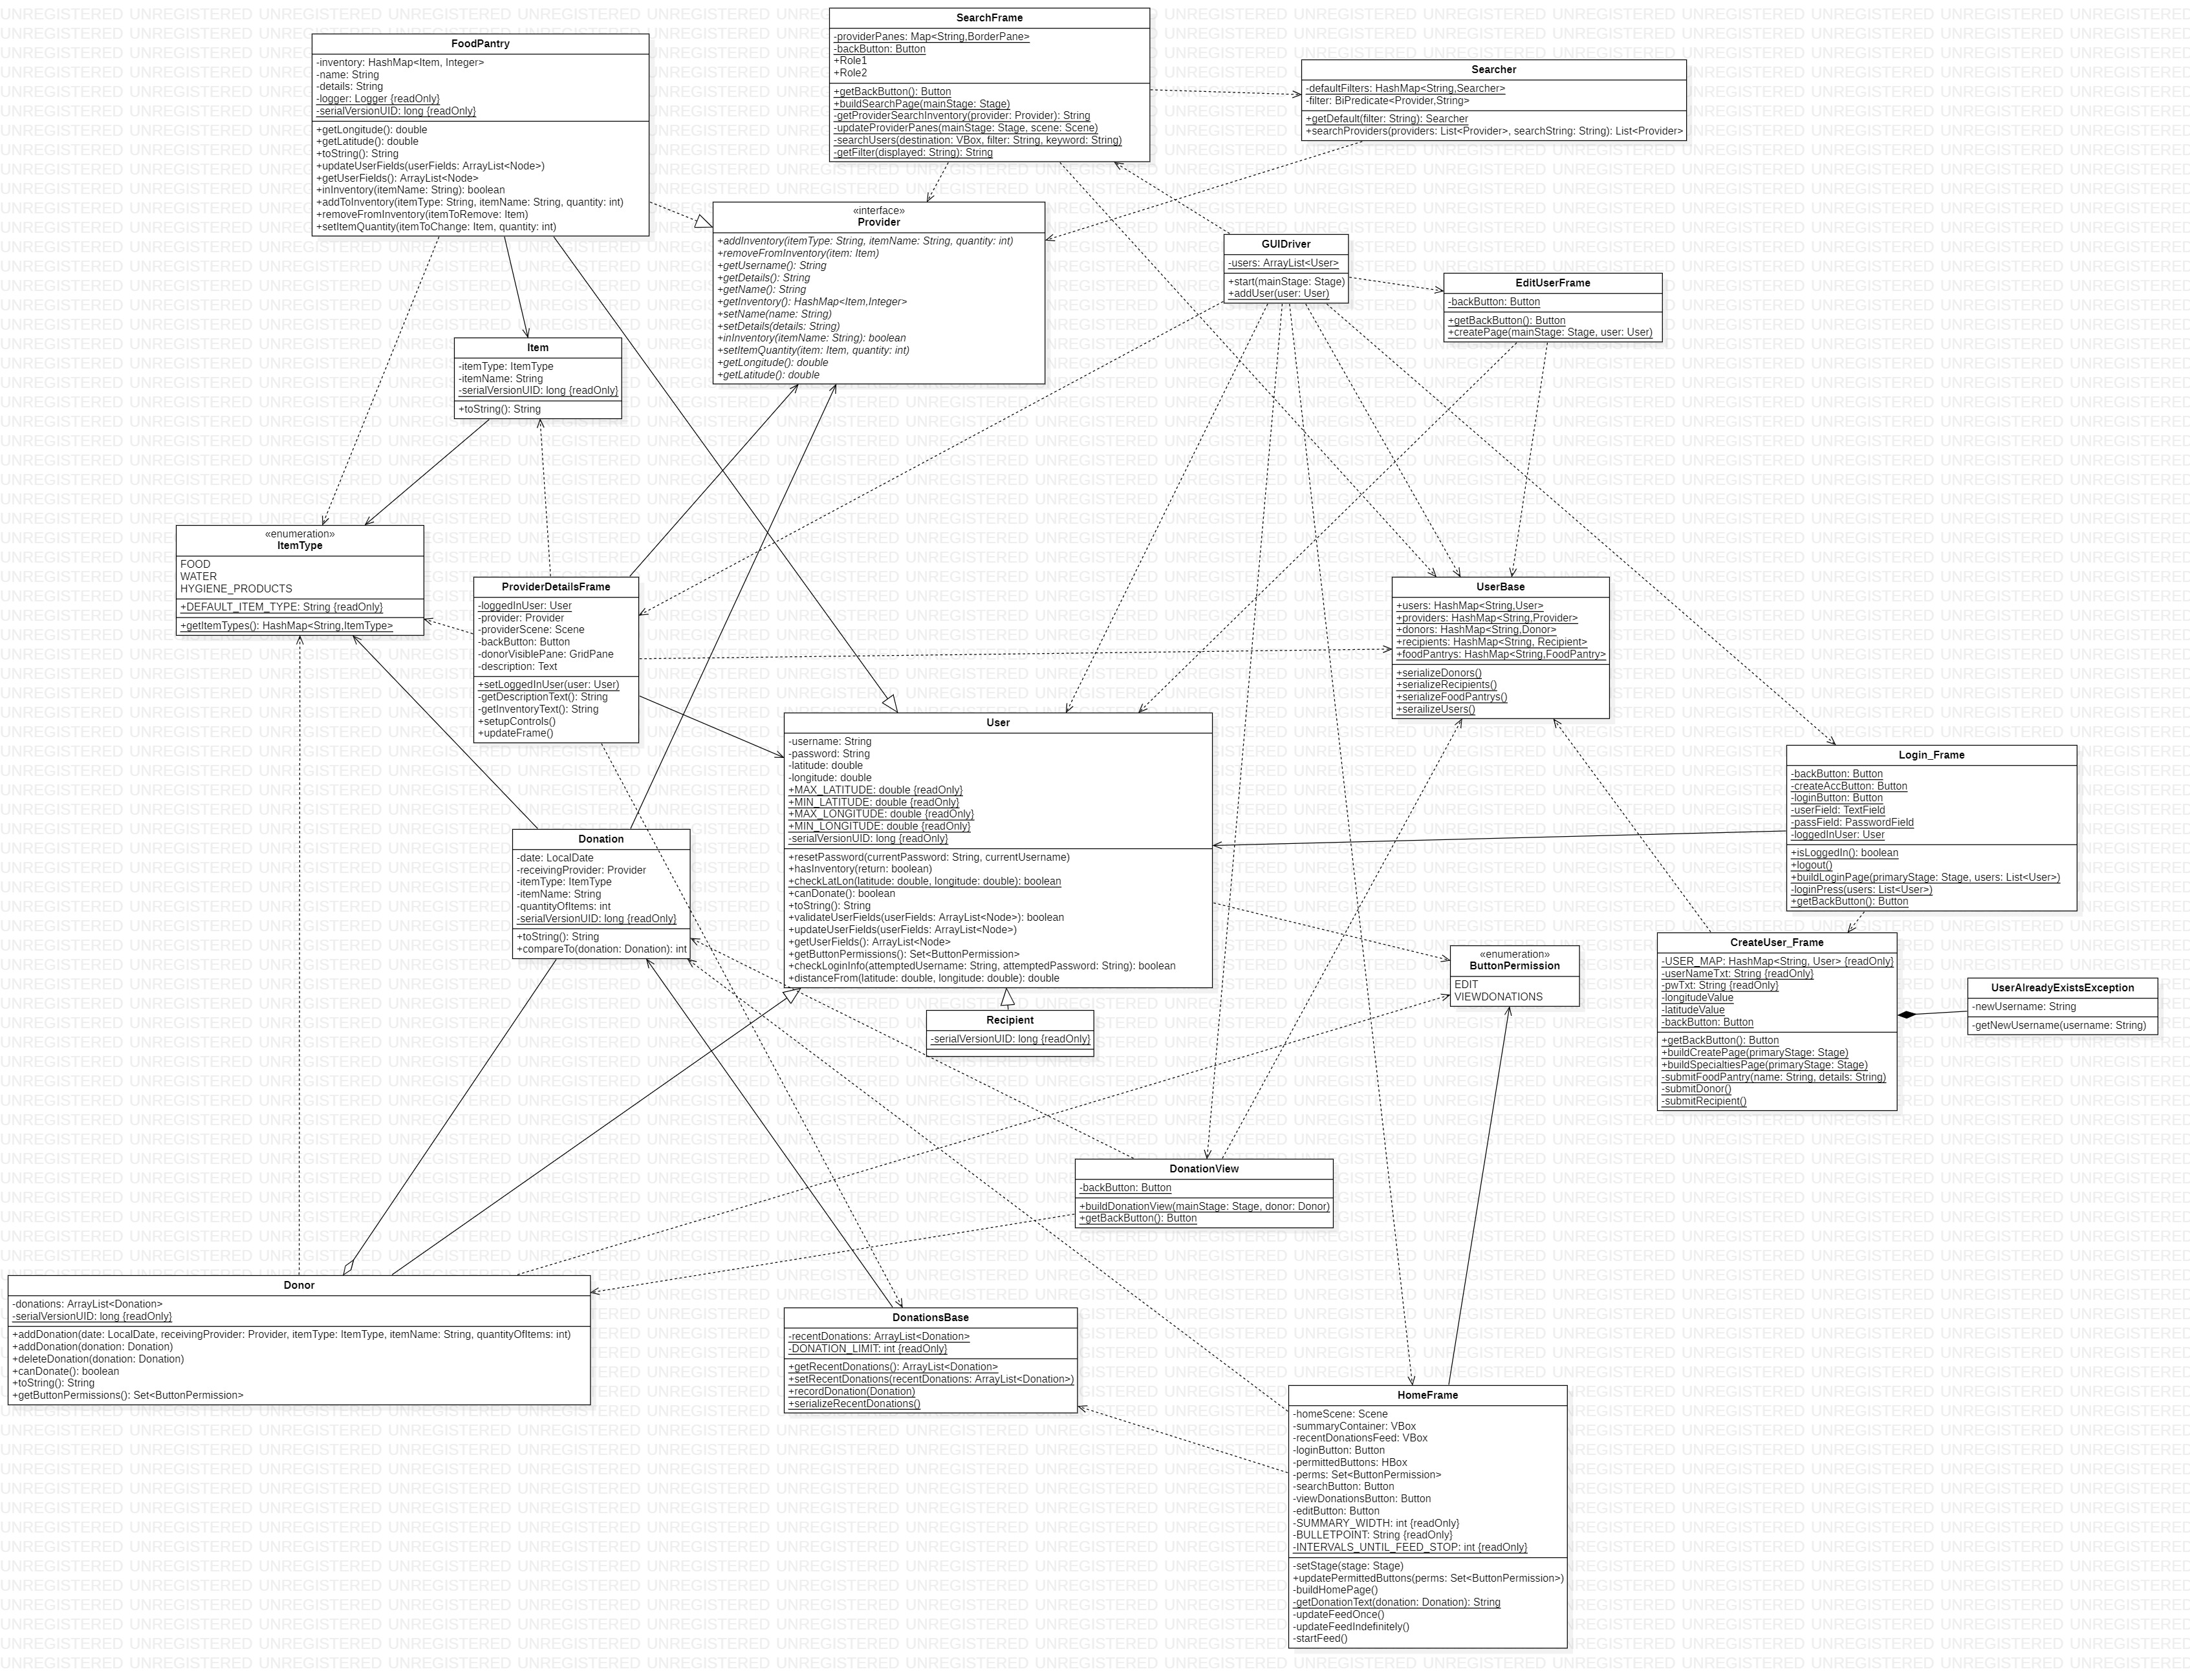 SearchFrame
-providerPanes: Map<String,BorderPane>
-backButton: Button
+Role1
+Role2
+getBackButton(): Button
+buildSearchPage(mainStage: Stage)
-getProviderSearchInventory(provider: Provider): String
-updateProviderPanes(mainStage: Stage, scene: Scene)
-searchUsers(destination: VBox, filter: String, keyword: String)
-getFilter(displayed: String): String
FoodPantry
-inventory: HashMap<Item, Integer>
-name: String
-details: String
-logger: Logger {readOnly}
-serialVersionUID: long {readOnly}
+getLongitude(): double
+getLatitude(): double
+toString(): String
+updateUserFields(userFields: ArrayList<Node>)
+getUserFields(): ArrayList<Node>
+inInventory(itemName: String): boolean
+addToInventory(itemType: String, itemName: String, quantity: int)
+removeFromInventory(itemToRemove: Item)
+setItemQuantity(itemToChange: Item, quantity: int)
Searcher
-defaultFilters: HashMap<String,Searcher>
-filter: BiPredicate<Provider,String>
+getDefault(filter: String): Searcher
+searchProviders(providers: List<Provider>, searchString: String): List<Provider>
«interface»
Provider
+addInventory(itemType: String, itemName: String, quantity: int)
+removeFromInventory(item: Item)
+getUsername(): String
+getDetails(): String
+getName(): String
+getInventory(): HashMap<Item,Integer>
+setName(name: String)
+setDetails(details: String)
+inInventory(itemName: String): boolean
+setItemQuantity(item: Item, quantity: int)
+getLongitude(): double
+getLatitude(): double
GUIDriver
-users: ArrayList<User>
+start(mainStage: Stage)
+addUser(user: User)
EditUserFrame
-backButton: Button
+getBackButton(): Button
+createPage(mainStage: Stage, user: User)
Item
-itemType: ItemType
-itemName: String
-serialVersionUID: long {readOnly}
+toString(): String
«enumeration»
ItemType
FOOD
WATER
HYGIENE_PRODUCTS
+DEFAULT_ITEM_TYPE: String {readOnly}
+getItemTypes(): HashMap<String,ItemType>
ProviderDetailsFrame
-loggedInUser: User
-provider: Provider
-providerScene: Scene
-backButton: Button
-donorVisiblePane: GridPane
-description: Text
+setLoggedInUser(user: User)
-getDescriptionText(): String
-getInventoryText(): String
+setupControls()
+updateFrame()
UserBase
+users: HashMap<String,User>
+providers: HashMap<String,Provider>
+donors: HashMap<String,Donor>
+recipients: HashMap<String, Recipient>
+foodPantrys: HashMap<String,FoodPantry>
+serializeDonors()
+serializeRecipients()
+serializeFoodPantrys()
+serailizeUsers()
User
-username: String
-password: String
-latitude: double
-longitude: double
+MAX_LATITUDE: double {readOnly}
+MIN_LATITUDE: double {readOnly}
+MAX_LONGITUDE: double {readOnly}
+MIN_LONGITUDE: double {readOnly}
-serialVersionUID: long {readOnly}
+resetPassword(currentPassword: String, currentUsername)
+hasInventory(return: boolean)
+checkLatLon(latitude: double, longitude: double): boolean
+canDonate(): boolean
+toString(): String
+validateUserFields(userFields: ArrayList<Node>): boolean
+updateUserFields(userFields: ArrayList<Node>)
+getUserFields(): ArrayList<Node>
+getButtonPermissions(): Set<ButtonPermission>
+checkLoginInfo(attemptedUsername: String, attemptedPassword: String): boolean
+distanceFrom(latitude: double, longitude: double): double
Login_Frame
-backButton: Button
-createAccButton: Button
-loginButton: Button
-userField: TextField
-passField: PasswordField
-loggedInUser: User
+isLoggedIn(): boolean
+logout()
+buildLoginPage(primaryStage: Stage, users: List<User>)
-loginPress(users: List<User>)
+getBackButton(): Button
Donation
-date: LocalDate
-receivingProvider: Provider
-itemType: ItemType
-itemName: String
-quantityOfItems: int
-serialVersionUID: long {readOnly}
+toString(): String
+compareTo(donation: Donation): int
CreateUser_Frame
-USER_MAP: HashMap<String, User> {readOnly}
-userNameTxt: String {readOnly}
-pwTxt: String {readOnly}
-longitudeValue
-latitudeValue
-backButton: Button
+getBackButton(): Button
+buildCreatePage(primaryStage: Stage)
+buildSpecialtiesPage(primaryStage: Stage)
-submitFoodPantry(name: String, details: String)
-submitDonor()
-submitRecipient()
«enumeration»
ButtonPermission
EDIT
VIEWDONATIONS
UserAlreadyExistsException
-newUsername: String
-getNewUsername(username: String)
Recipient
-serialVersionUID: long {readOnly}
DonationView
-backButton: Button
+buildDonationView(mainStage: Stage, donor: Donor)
+getBackButton(): Button
Donor
-donations: ArrayList<Donation>
-serialVersionUID: long {readOnly}
+addDonation(date: LocalDate, receivingProvider: Provider, itemType: ItemType, itemName: String, quantityOfItems: int)
+addDonation(donation: Donation)
+deleteDonation(donation: Donation)
+canDonate(): boolean
+toString(): String
+getButtonPermissions(): Set<ButtonPermission>
DonationsBase
-recentDonations: ArrayList<Donation>
-DONATION_LIMIT: int {readOnly}
+getRecentDonations(): ArrayList<Donation>
+setRecentDonations(recentDonations: ArrayList<Donation>)
+recordDonation(Donation)
+serializeRecentDonations()
HomeFrame
-homeScene: Scene
-summaryContainer: VBox
-recentDonationsFeed: VBox
-loginButton: Button
-permittedButtons: HBox
-perms: Set<ButtonPermission>
-searchButton: Button
-viewDonationsButton: Button
-editButton: Button
-SUMMARY_WIDTH: int {readOnly}
-BULLETPOINT: String {readOnly}
-INTERVALS_UNTIL_FEED_STOP: int {readOnly}
-setStage(stage: Stage)
+updatePermittedButtons(perms: Set<ButtonPermission>)
-buildHomePage()
-getDonationText(donation: Donation): String
-updateFeedOnce()
-updateFeedIndefinitely()
-startFeed()
UNREGISTERED